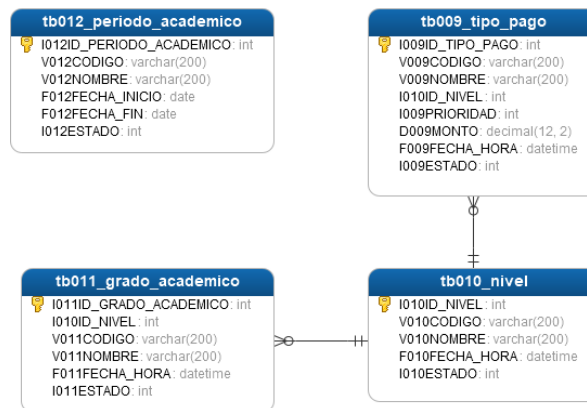 tb012_periodo_academico
I012ID_PERIODO_ACADEMICO: int
V012CODIGO: varchar(200)
V012NOMBRE: varchar(200)
F012FECHA_INICIO: date
F012FECHA_FIN: date
I012ESTADO: int
tb009_tipo_pago
I009ID_TIPO_PAGO: int
V009CODIGO: varchar(200)
V009NOMBRE: varchar(200)
I010ID_NIVEL: int
I009PRIORIDAD: int
D009MONTO: decimal(12, 2)
F009FECHA_HORA: datetime
I009ESTADO: int
tb011_grado_academico
I011ID_GRADO_ACADEMICO: int
I010ID_NIVEL: int
V011CODIGO: varchar(200)
V011NOMBRE: varchar(200)
F011FECHA_HORA: datetime
I011ESTADO: int
tb010_nivel
I010ID_NIVEL: int
V010CODIGO: varchar(200)
V010NOMBRE: varchar(200)
F010FECHA_HORA: datetime
I010ESTADO: int